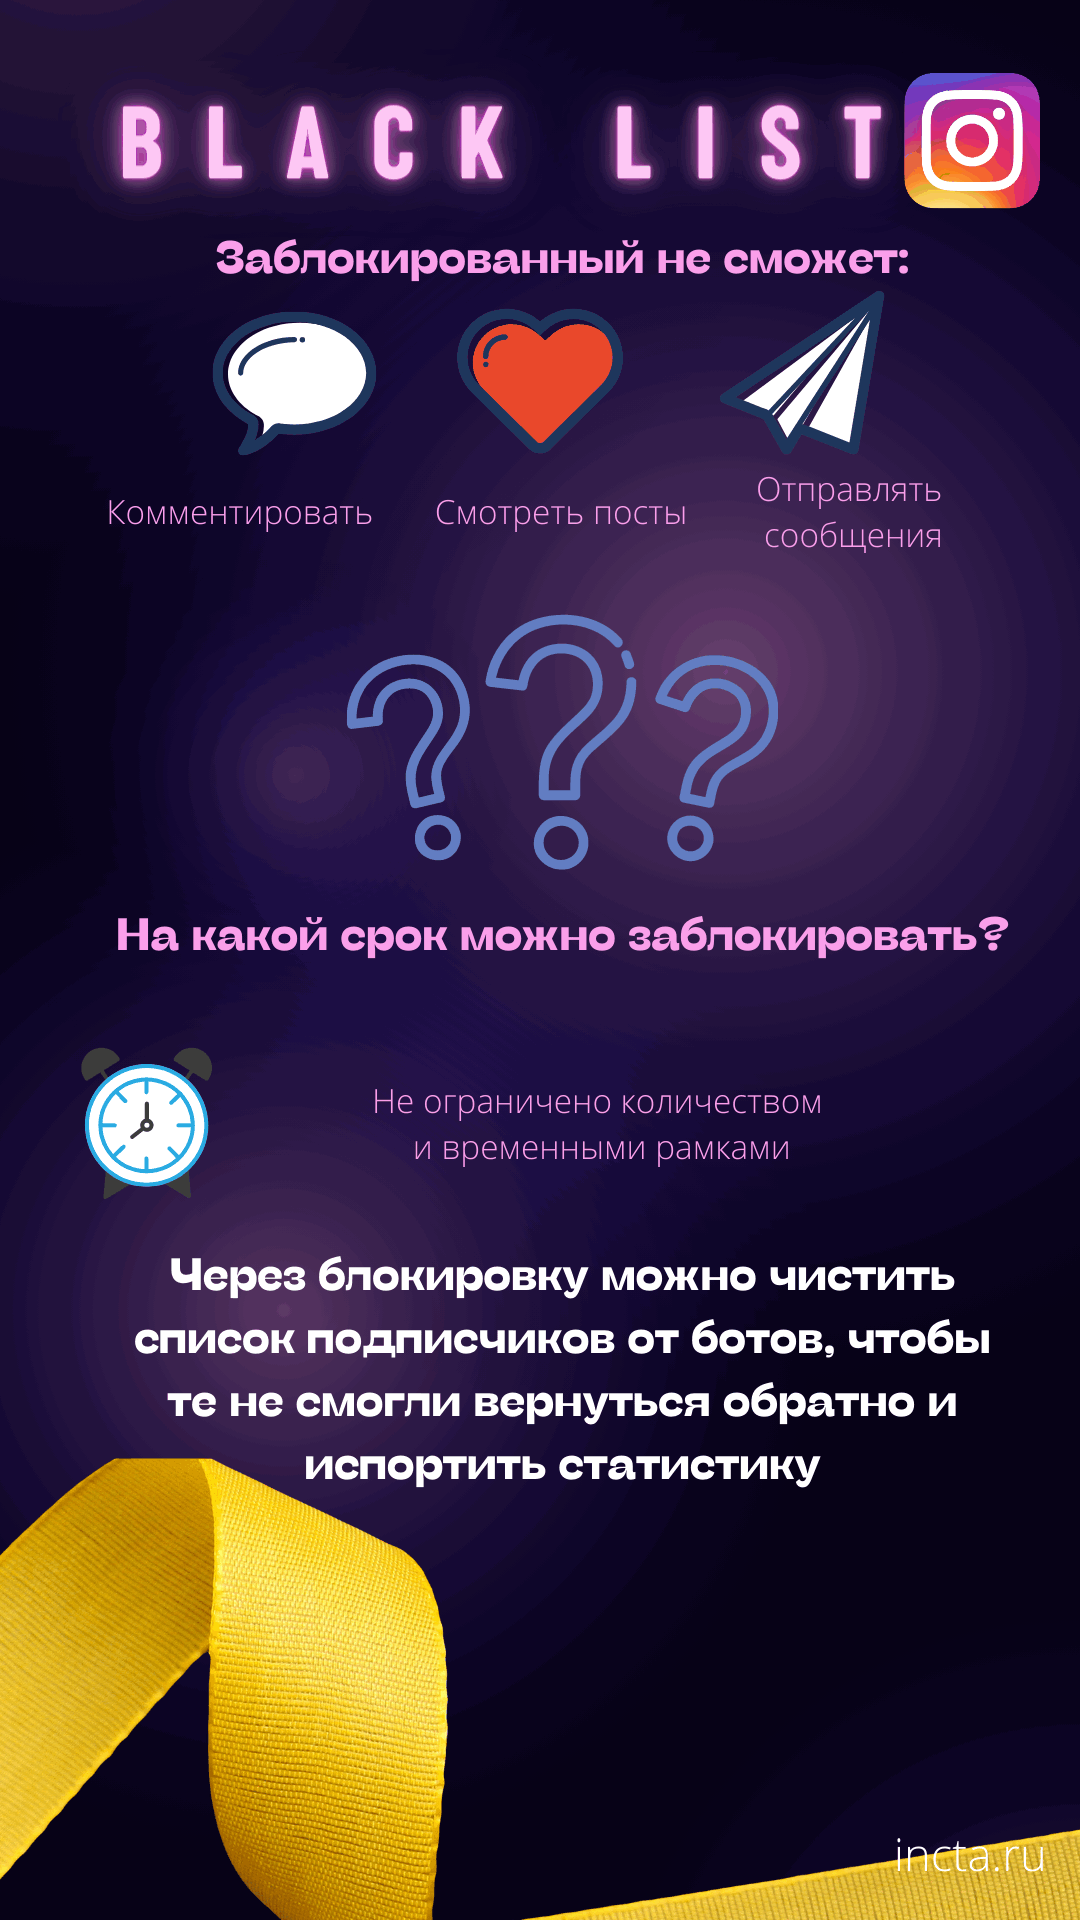 BLACK LIST
Заблокированный не сможет:
Комментировать
Смотреть посты
Отправлять
сообщения
На какой срок можно заблокировать?
Не ограничено количеством
и временными рамками
Через блокировку можно чистить
список подписчиков от ботов, чтобы
те не смогли вернуться обратно и
испортить статистику
incta.ru